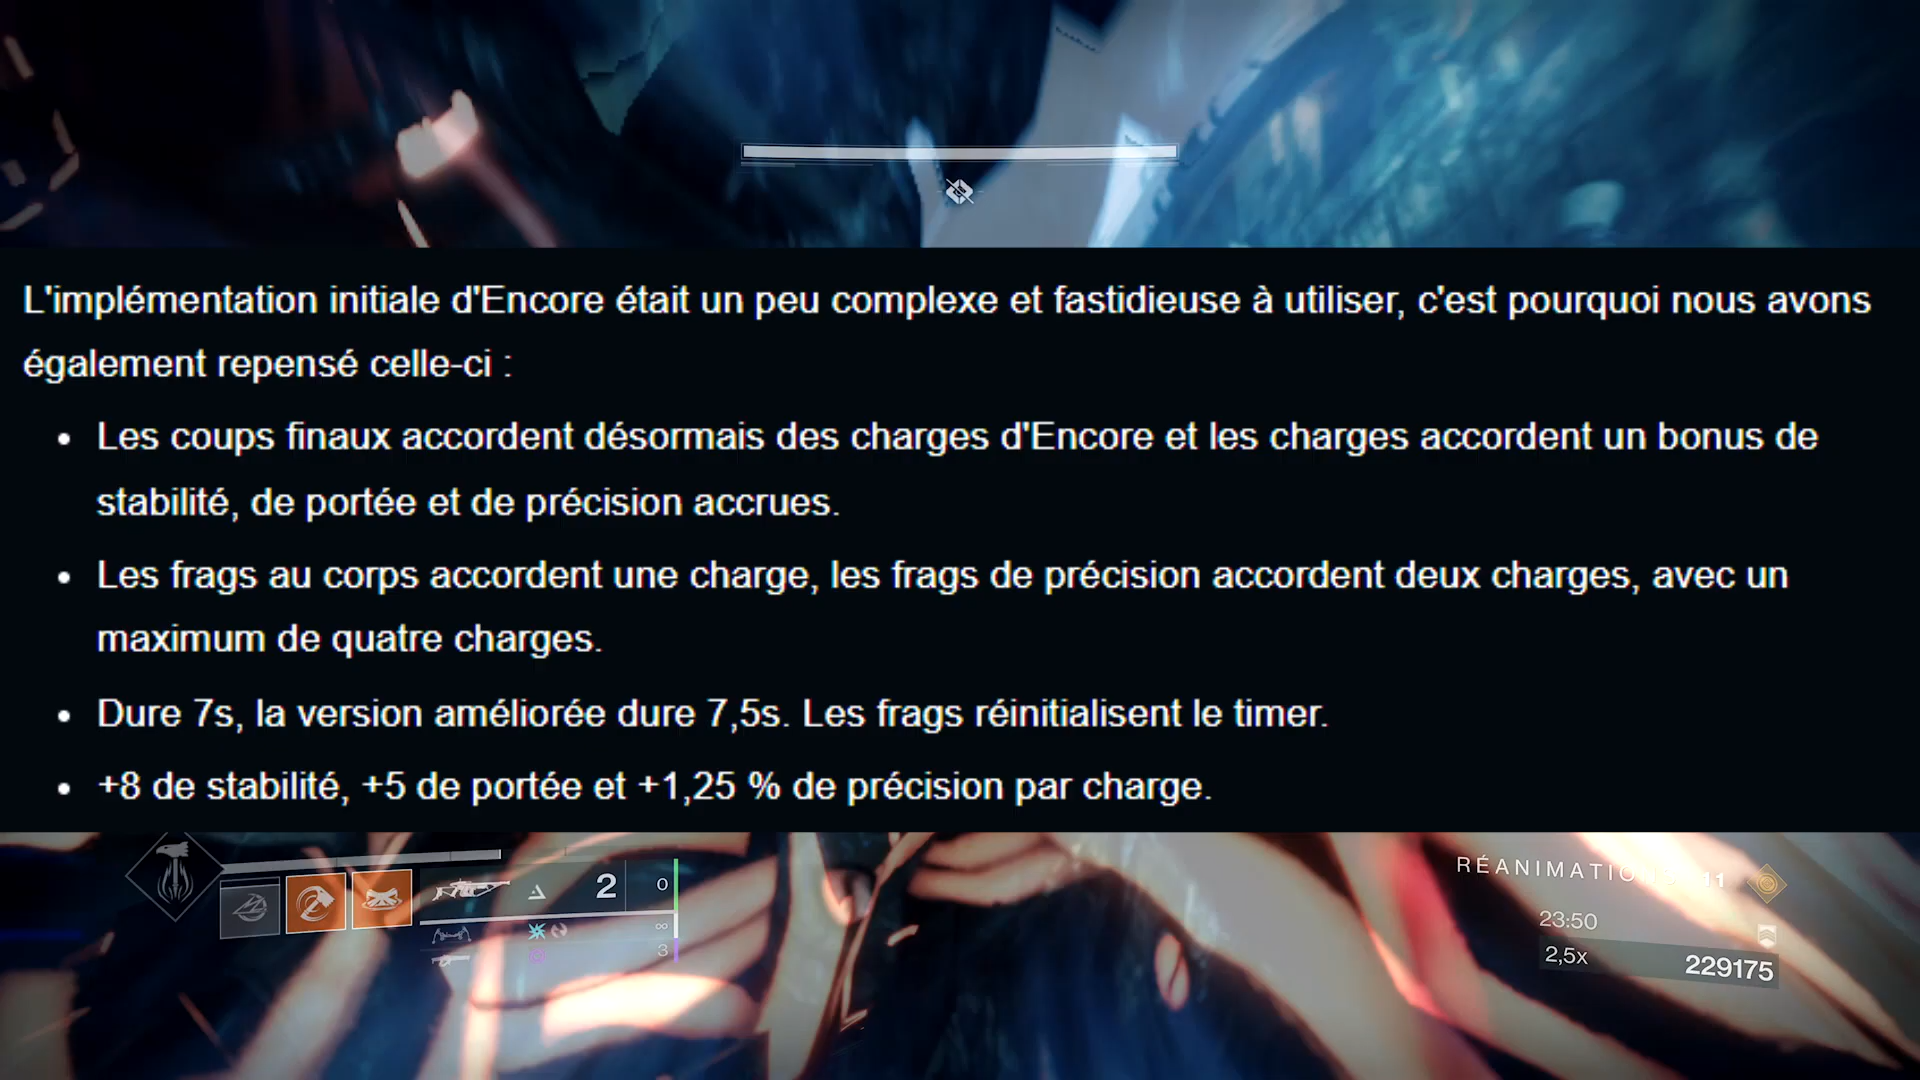 L'implémentation initiale d'Encore était un peu complexe et fastidieuse à utiliser, c'est pourquoi nous avons
également repensé celle-ci :
• Les coups finaux accordent désormais des charges d'Encore et les charges accordent un bonus de
stabilité, de portée et de précision accrues.
• Les frags au corps accordent une charge, les frags de précision accordent deux charges, avec un
maximum de quatre charges.
• Dure 7s, la version améliorée dure 7,5s. Les frags réinitialisent le timer.
• +8 de stabilité, +5 de portée et +1,25 % de précision par charge.
2 0
∞
3
11
23:50
2,5x 229175